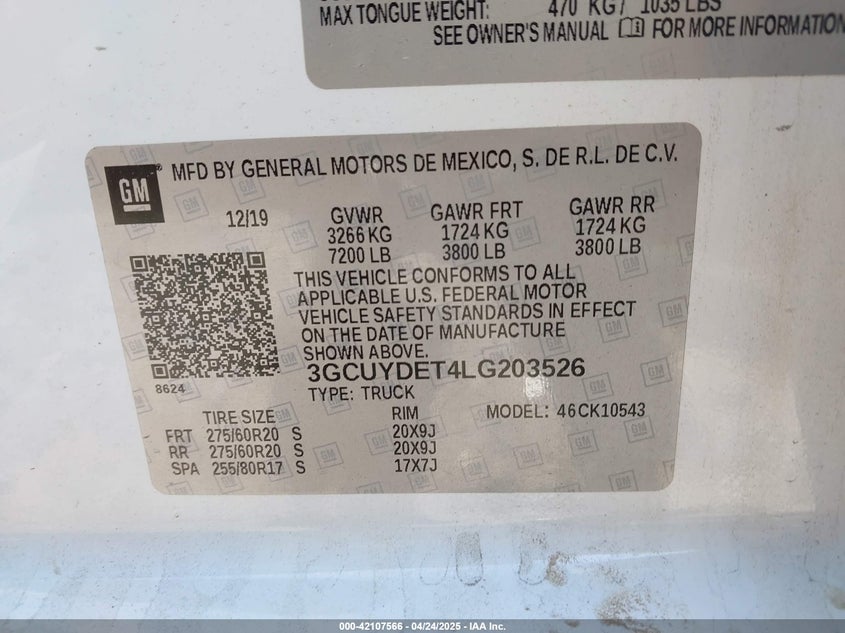 MAX TONGUE WEIGHT: 470 KG / 1035 LBS
SEE OWNER'S MANUAL FOR MORE INFORMATION
GM ® MFD BY GENERAL MOTORS DE MEXICO, S. DE R.L. DE C.V.
12/19 GVWR GAWR FRT GAWR RR
3266 KG 1724 KG 1724 KG
7200 LB 3800 LB 3800 LB
THIS VEHICLE CONFORMS TO ALL
APPLICABLE U.S. FEDERAL MOTOR
VEHICLE SAFETY STANDARDS IN EFFECT
ON THE DATE OF MANUFACTURE
SHOWN ABOVE.
3GCUYDET4LG203526
8624
TYPE: TRUCK
TIRE SIZE RIM MODEL: 46CK10543
FRT 275/60R20 S 20X9J
RR 275/60R20 S 20X9J
SPA 255/80R17 S 17X7J
000-42107566 - 04/24/2025 - IAA Inc.